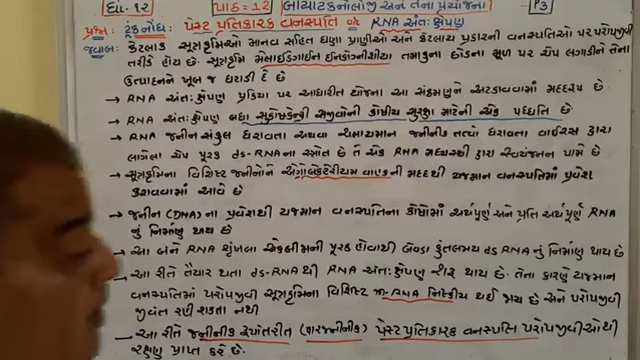 ધો. ૧૨ પાઠ = 12 બાયોટેકનોલોજી અને તેના પ્રયોજનો P3
પ્રશ્ન: ટૂંકનોંધ: પેસ્ટ પ્રતિકારક વનસ્પતિ o/c RNA અંત:ક્ષેપણ
જવાબ: કેટલાક સૂત્રકૃમિઓ માનવ સહિત ઘણા પ્રાણીઓ અને કેટલાય પ્રકારની વનસ્પતિઓ પર પરોપજીવી
તરીકે હોય છે. સૂત્રકૃમિ મેલાઇડેગાઇન ઇનકોગ્નીશીયા તમાકુના છોડના મૂળ પર ચેપ લગાડીને તેના
ઉત્પાદનને ખૂબ જ ઘટાડી દે છે
→ RNA અંત:ક્ષેપણ પ્રક્રિયા પર આધારીત યોજના આ સંક્રમણને અટકાવવામાં મદદરૂપ છે
→ RNA અંત:ક્ષેપણ બધા સુકોષકેન્દ્રી સજીવોની કોષીય સુરક્ષા માટેની એક પધ્ધતિ છે
→ RNA જનીનસંકુલ ધરાવતા અથવા સ્થળાંતરીત જનીનીક તત્વો ધરાવતા વાઇરસ દ્વારા
લાગેલા ચેપ પૂરક ds-RNAના સ્ત્રોત છે તે એક RNA મધ્યસ્થી દ્વારા સ્વયંજનન પામે છે
→ સૂત્રકૃમિના વિશિષ્ટ જનીનોને એગ્રોબેક્ટેરીયમ વાહકની મદદથી યજમાન વનસ્પતિમાં પ્રવેશ
કરાવવામાં આવે છે
→ જનીન (DNA)ના પ્રવેશથી યજમાન વનસ્પતિના કોષોમાં અર્થપૂર્ણ અને પ્રતિ અર્થપૂર્ણ RNA
નું નિર્માણ થાય છે
→ આ બંને RNA શૃંખલા એકબીમની પૂરક હોવાથી બેવડા કુંતલમય ds RNA નું નિર્માણ થાય છે
→ આ રીતે તૈયાર થતા ds-RNAથી RNA અંત:ક્ષેપણ શરૂ થાય છે. તેના કારણે યજમાન
વનસ્પતિમાં પરોપજીવી સૂત્રકૃમિના વિશિષ્ટ m-RNA નિષ્ક્રીય થઈ જાય છે અને પરોપજીવી
જીવંત રહી શકતા નથી
→ આ રીતે જનીનીક રૂપાંતરીત (પારજનીનીક) પેસ્ટપ્રતિકારક વનસ્પતિ પરોપજીવીઓથી
રક્ષણ પ્રાપ્ત કરે છે.